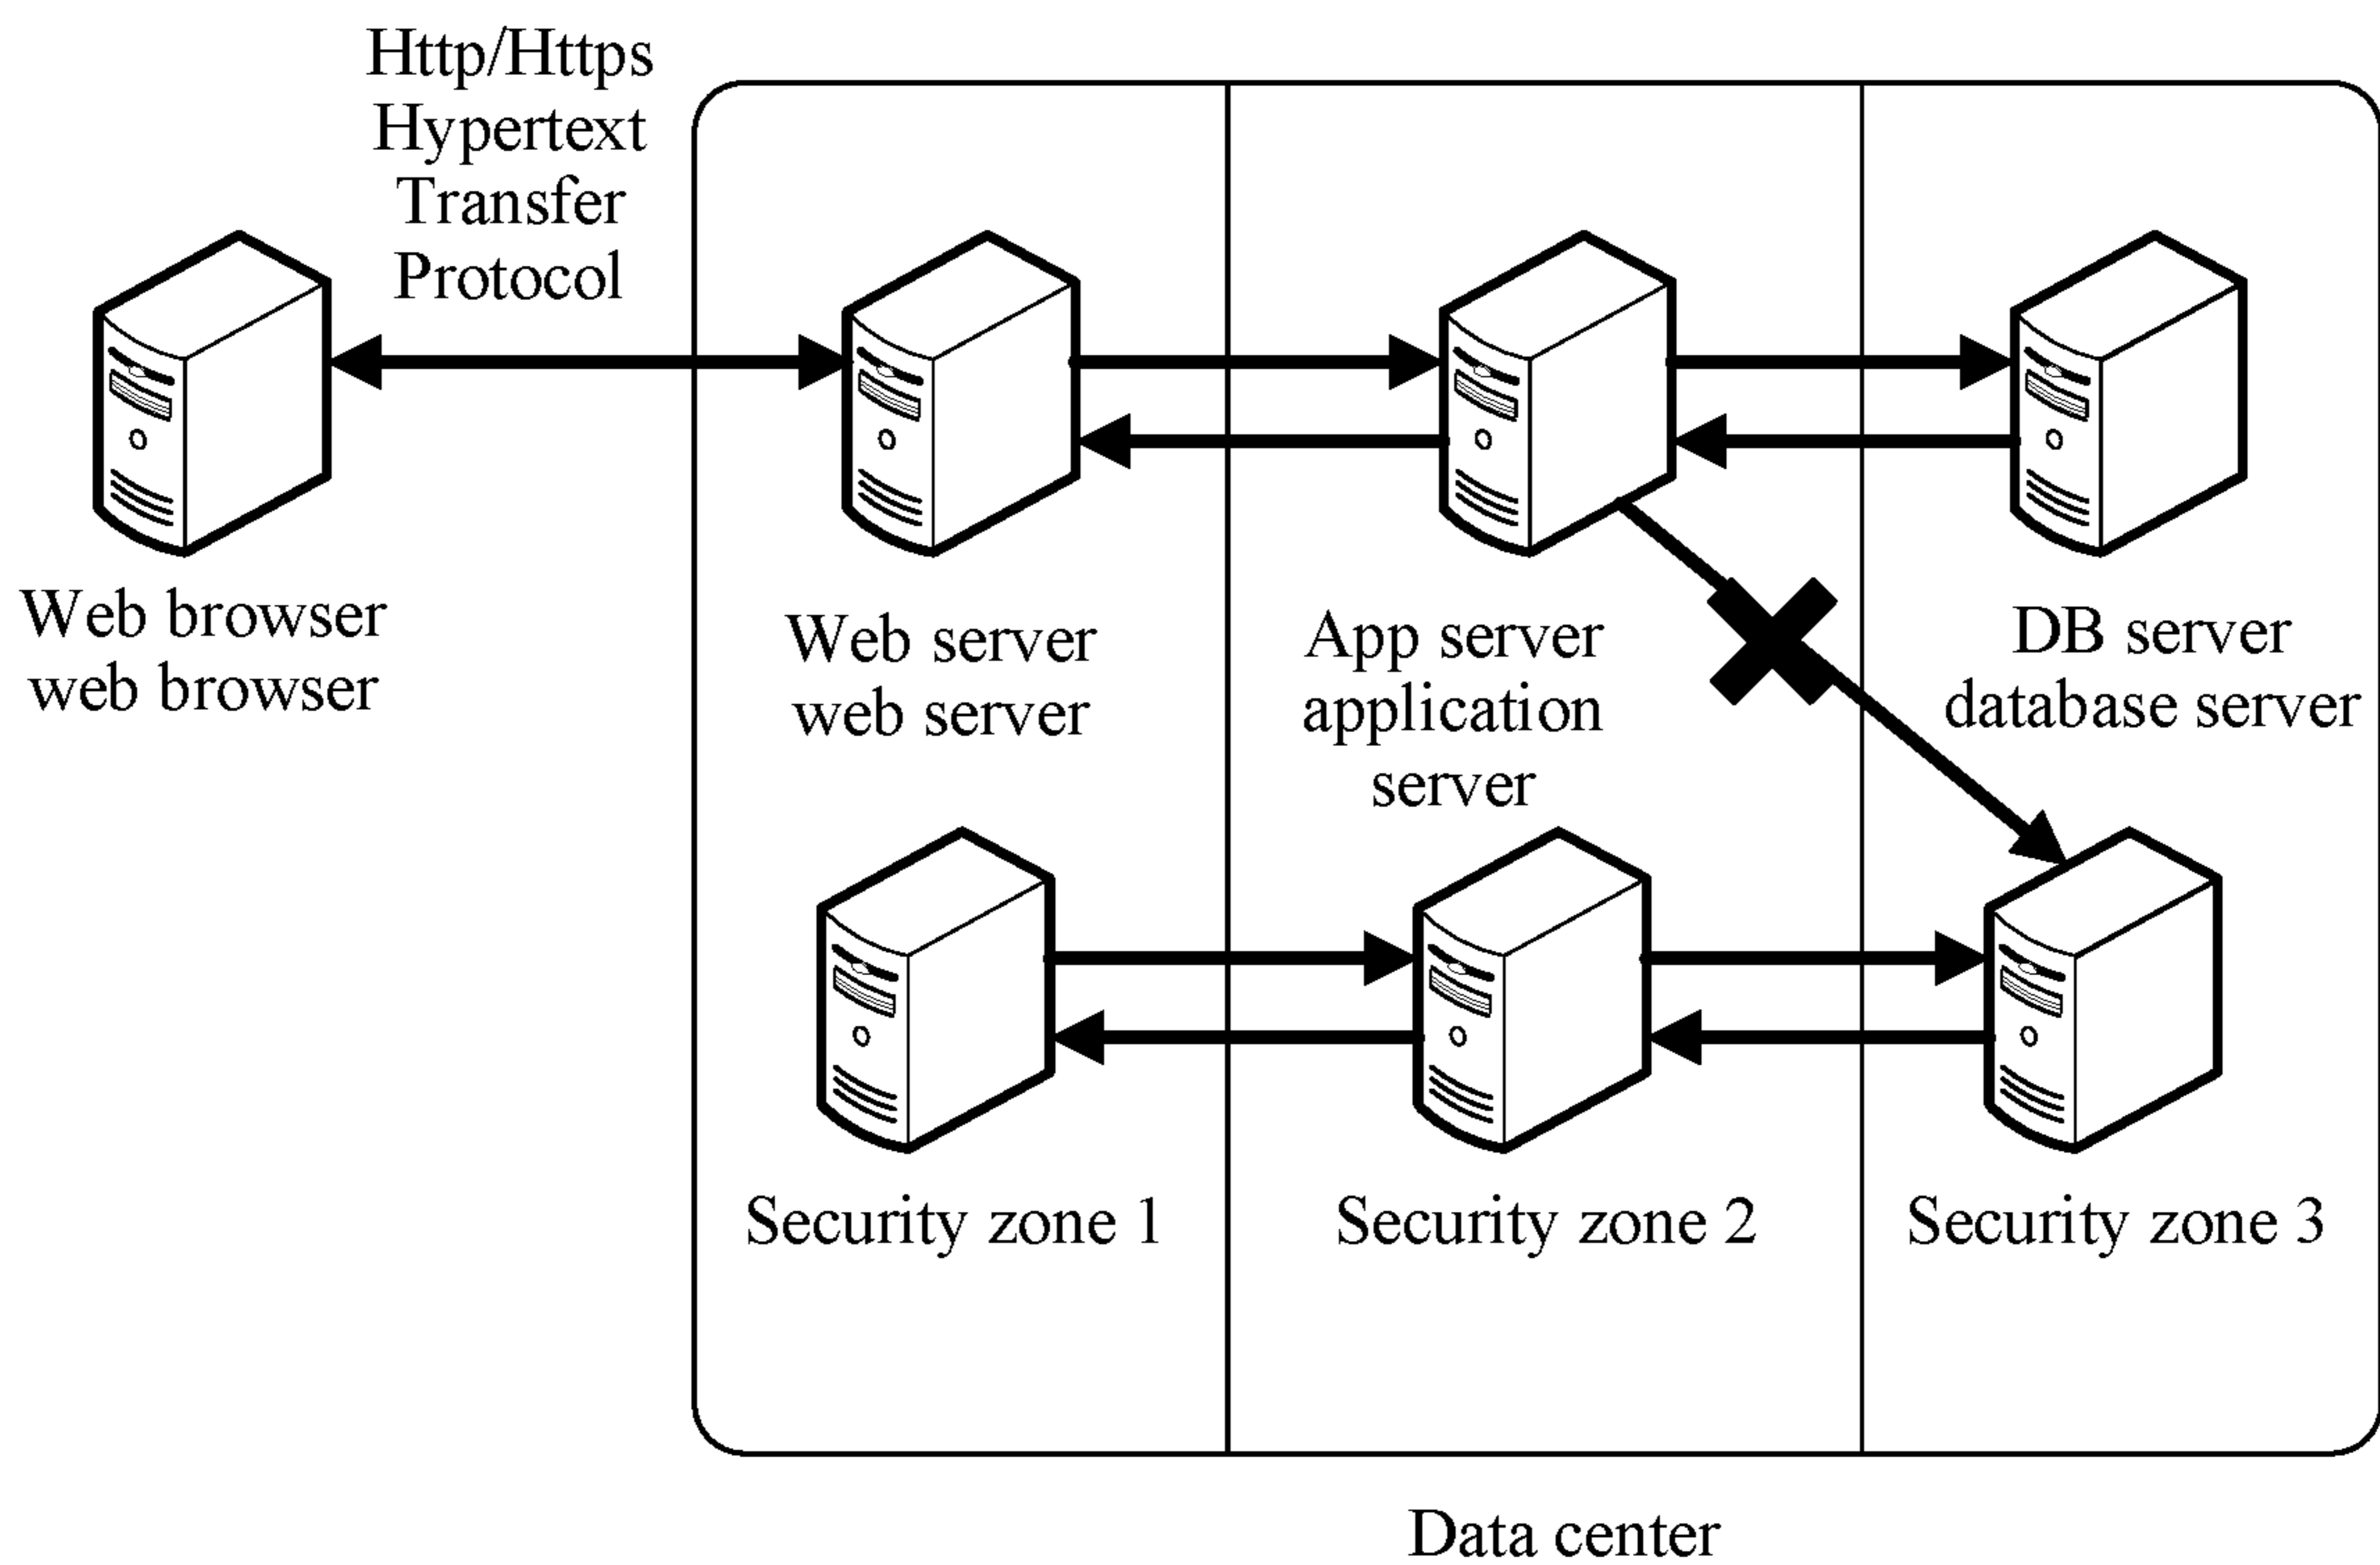 Http/Https
Hypertext
Transfer
Protocol
Web browser
web browser
Web server
web server
App server
application
server
DB server
database server
Security zone 1
Security zone 2
Security zone 3
Data center